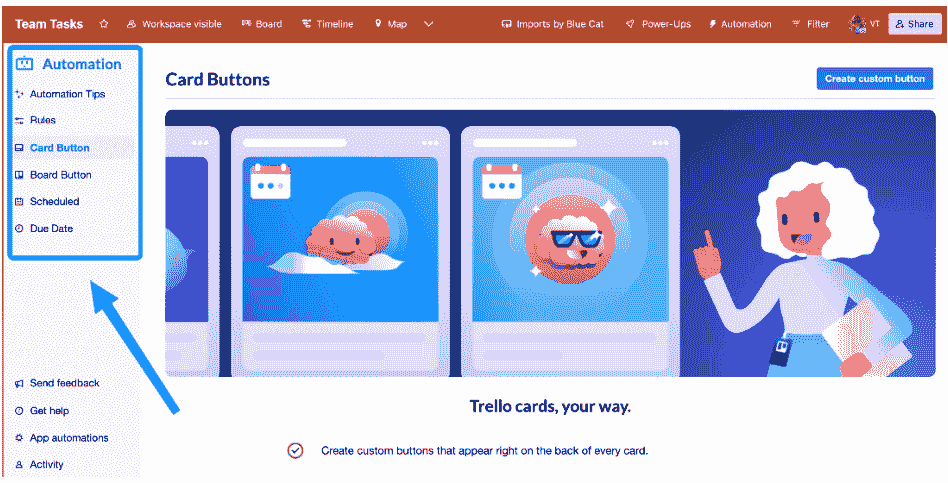 Team Tasks Workspace visible Board Timeline Map Imports by Blue Cat Power-Ups Automation Filter VT Share
Automation
Automation Tips
Rules
Card Button
Board Button
Scheduled
Due Date
Send feedback
Get help
App automations
Activity
Card Buttons
Create custom button
Trello cards, your way.
Create custom buttons that appear right on the back of every card.